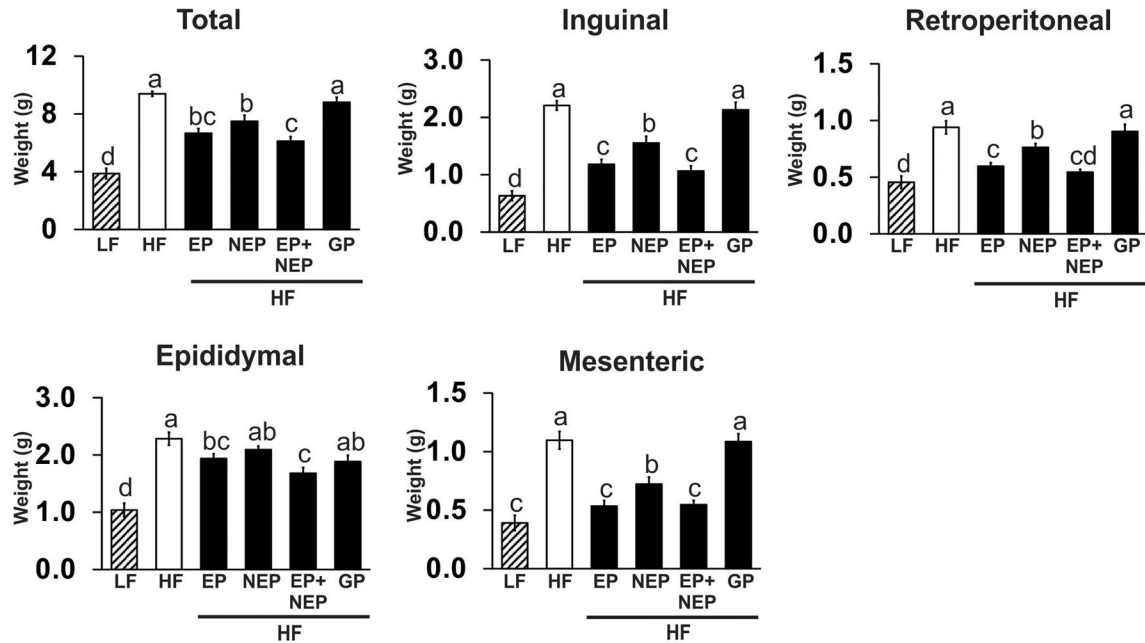 Total
Weight (g)
12
8
4
0
d
a
bc
b
c
a
LF HF EP NEP EP+ GP
NEP
HF
Inguinal
Weight (g)
3.0
2.0
1.0
0.0
d
a
c
b
c
a
LF HF EP NEP EP+ GP
NEP
HF
Retroperitoneal
Weight (g)
1.5
1.0
0.5
0.0
d
a
c
b
cd
a
LF HF EP NEP EP+ GP
NEP
HF
Epididymal
Weight (g)
3.0
2.0
1.0
0.0
d
a
bc
ab
c
ab
LF HF EP NEP EP+ GP
NEP
HF
Mesenteric
Weight (g)
1.5
1.0
0.5
0.0
c
a
c
b
c
a
LF HF EP NEP EP+ GP
NEP
HF